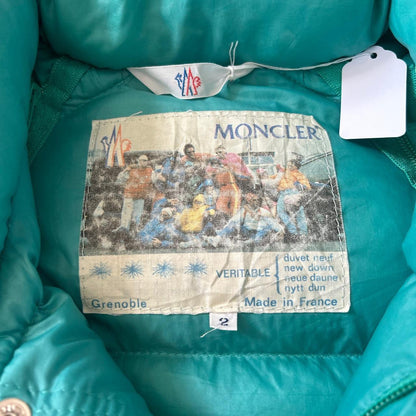 MONCLER
VERITABLE { duvet neuf
new down
neue daunen
nytt dun
Grenoble
Made in France
2